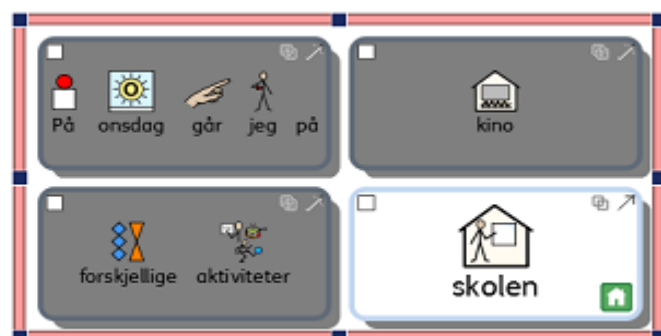 På onsdag går jeg på
kino
forskjellige aktiviteter
skolen